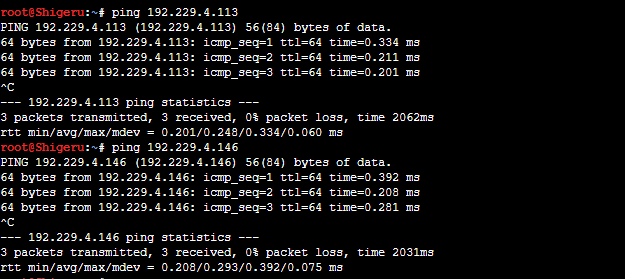 root@Shigeru:~# ping 192.229.4.113
PING 192.229.4.113 (192.229.4.113) 56(84) bytes of data.
64 bytes from 192.229.4.113: icmp_seq=1 ttl=64 time=0.334 ms
64 bytes from 192.229.4.113: icmp_seq=2 ttl=64 time=0.211 ms
64 bytes from 192.229.4.113: icmp_seq=3 ttl=64 time=0.201 ms
^C
--- 192.229.4.113 ping statistics ---
3 packets transmitted, 3 received, 0% packet loss, time 2062ms
rtt min/avg/max/mdev = 0.201/0.248/0.334/0.060 ms
root@Shigeru:~# ping 192.229.4.146
PING 192.229.4.146 (192.229.4.146) 56(84) bytes of data.
64 bytes from 192.229.4.146: icmp_seq=1 ttl=64 time=0.392 ms
64 bytes from 192.229.4.146: icmp_seq=2 ttl=64 time=0.208 ms
64 bytes from 192.229.4.146: icmp_seq=3 ttl=64 time=0.281 ms
^C
--- 192.229.4.146 ping statistics ---
3 packets transmitted, 3 received, 0% packet loss, time 2031ms
rtt min/avg/max/mdev = 0.208/0.293/0.392/0.075 ms